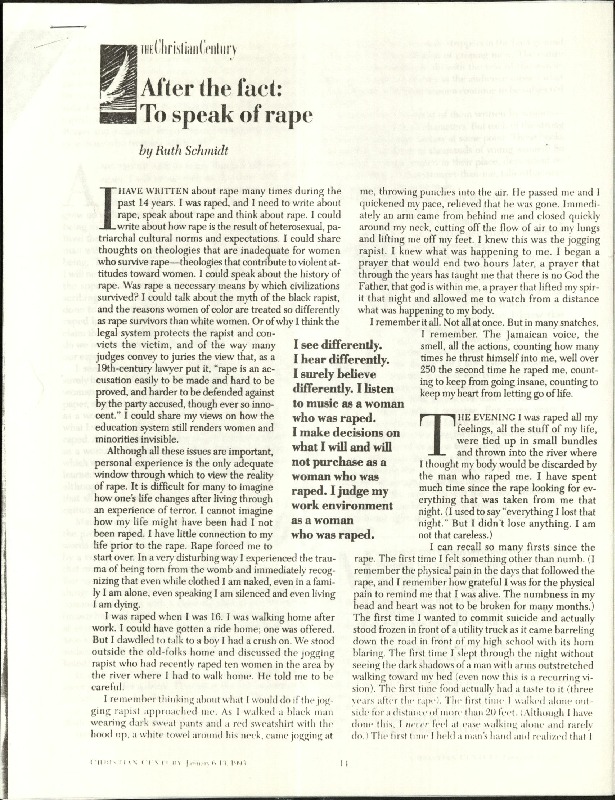 THE Christian Century
After the fact:
To speak of rape
by Ruth Schmidt
I HAVE WRITTEN about rape many times during the
past 14 years. I was raped, and I need to write about
rape, speak about rape and think about rape. I could
write about how rape is the result of heterosexual, pa-
triarchal cultural norms and expectations. I could share
thoughts on theologies that are inadequate for women
who survive rape—theologies that contribute to violent at-
titudes toward women. I could speak about the history of
rape. Was rape a necessary means by which civilizations
survived? I could talk about the myth of the black rapist,
and the reasons women of color are treated so differently
as rape survivors than white women. Or of why I think the
legal system protects the rapist and con-
victs the victim, and of the way many
judges convey to juries the view that, as a
19th-century lawyer put it, "rape is an ac-
cusation easily to be made and hard to be
proved, and harder to be defended against
by the party accused, though ever so inno-
cent." I could share my views on how the
education system still renders women and
minorities invisible.
Although all these issues are important,
personal experience is the only adequate
window through which to view the reality
of rape. It is difficult for many to imagine
how one's life changes after living through
an experience of terror. I cannot imagine
how my life might have been had I not
been raped. I have little connection to my
life prior to the rape. Rape forced me to
start over. In a very disturbing way I experienced the trau-
ma of being torn from the womb and immediately recog-
nizing that even while clothed I am naked, even in a fami-
ly I am alone, even speaking I am silenced and even living
I am dying.
I was raped when I was 16. I was walking home after
work. I could have gotten a ride home; one was offered.
But I dawdled to talk to a boy I had a crush on. We stood
outside the old-folks home and discussed the jogging
rapist who had recently raped ten women in the area by
the river where I had to walk home. He told me to be
careful.
I remember thinking about what I would do if the jog-
ging rapist approached me. As I walked a black man
wearing dark sweat pants and a red sweatshirt with the
hood up, a white towel around his neck, came jogging at
I see differently.
I hear differently.
I surely believe
differently. I listen
to music as a woman
who was raped.
I make decisions on
what I will and will
not purchase as a
woman who was
raped. I judge my
work environment
as a woman
who was raped.
me, throwing punches into the air. He passed me and I
quickened my pace, relieved that he was gone. Immedi-
ately an arm came from behind me and closed quickly
around my neck, cutting off the flow of air to my lungs
and lifting me off my feet. I knew this was the jogging
rapist. I knew what was happening to me. I began a
prayer that would end two hours later, a prayer that
through the years has taught me that there is no God the
Father, that god is within me, a prayer that lifted my spir-
it that night and allowed me to watch from a distance
what was happening to my body.
I remember it all. Not all at once. But in many snatches,
I remember. The Jamaican voice, the
smell, all the actions, counting how many
times he thrust himself into me, well over
250 the second time he raped me, count-
ing to keep from going insane, counting to
keep my heart from letting go of life.
THE EVENING I was raped all my
feelings, all the stuff of my life,
were tied up in small bundles
and thrown into the river where
I thought my body would be discarded by
the man who raped me. I have spent
much time since the rape looking for ev-
erything that was taken from me that
night. (I used to say "everything I lost that
night." But I didn't lose anything. I am
not that careless.)
I can recall so many firsts since the
rape. The first time I felt something other than numb. (I
remember the physical pain in the days that followed the
rape, and I remember how grateful I was for the physical
pain to remind me that I was alive. The numbness in my
head and heart was not to be broken for many months.)
The first time I wanted to commit suicide and actually
stood frozen in front of a utility truck as it came barreling
down the road in front of my high school with its horn
blaring. The first time I slept through the night without
seeing the dark shadows of a man with arms outstretched
walking toward my bed (even now this is a recurring vi-
sion). The first time food actually had a taste to it (three
years after the rape). The first time I walked alone out-
side for a distance of more than 20 feet. (Although I have
done this, I never feel at ease walking alone and rarely
do.) The first time I held a man's hand and realized that I
CHRISTIAN CENTURY January 6-13, 1993
14